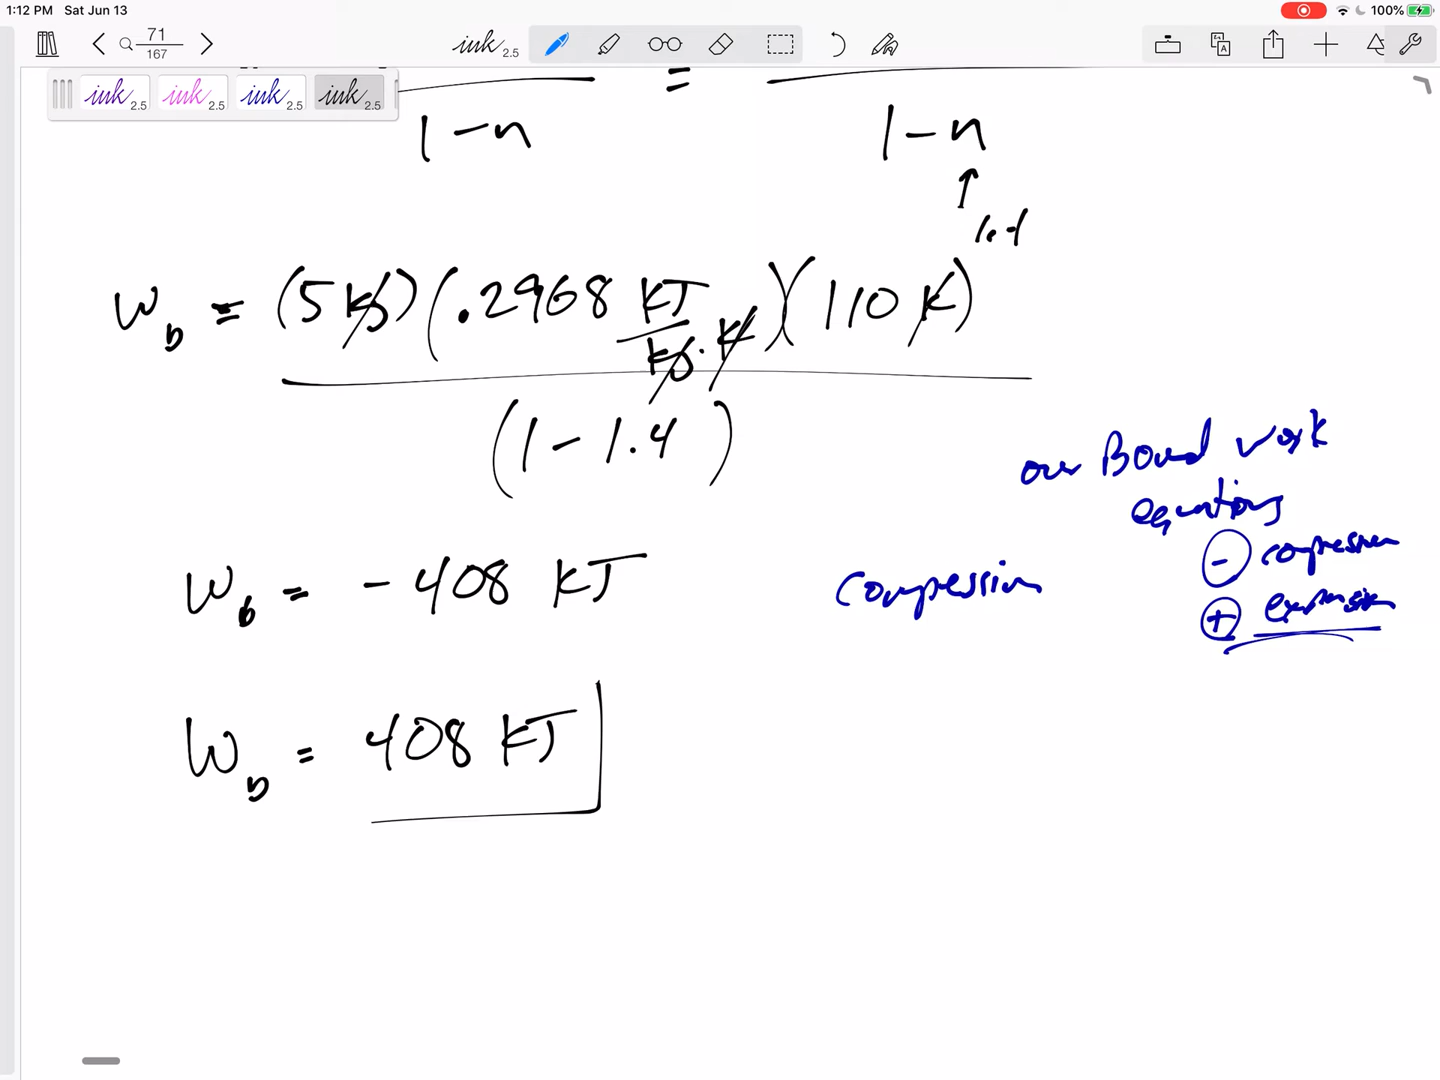 1:12 PM Sat Jun 13
100%
71
167
ink 2.5
ink 2.5 ink 2.5 ink 2.5 ink 2.5
=
1-n
1-n
↑
1.4
W_b = (5 kg)(.2968 kJ/kg·K)(110 K)
(1-1.4)
our Bound work
equations
- compression
+ expansion
W_b = -408 kJ
Compression
W_b = 408 kJ